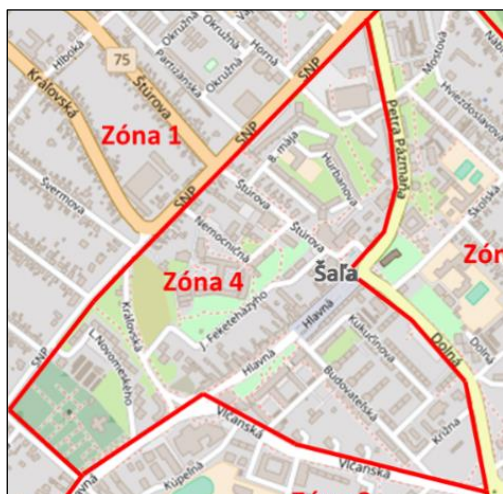 Okružná
Hlboká
Partizánska
Horná
Mostová
75
Okružná
SNP
Kráľovská
Štúrova
Petra Pázmaňa
Hviezdoslavova
Zóna 1
SNP
8. mája
Hurbanova
Švermova
SNP
Štúrova
Školská
Nemocničná
Štúrova
Šaľa
Zóna 4
Kráľovská
J. Feketeházyho
Hlavná
L.Novomeského
Kukučínova
Dolná
SNP
Hlavná
Budovateľská
Dolná
Vlčanská
Krížna
Vlčanská
Kúpeľná